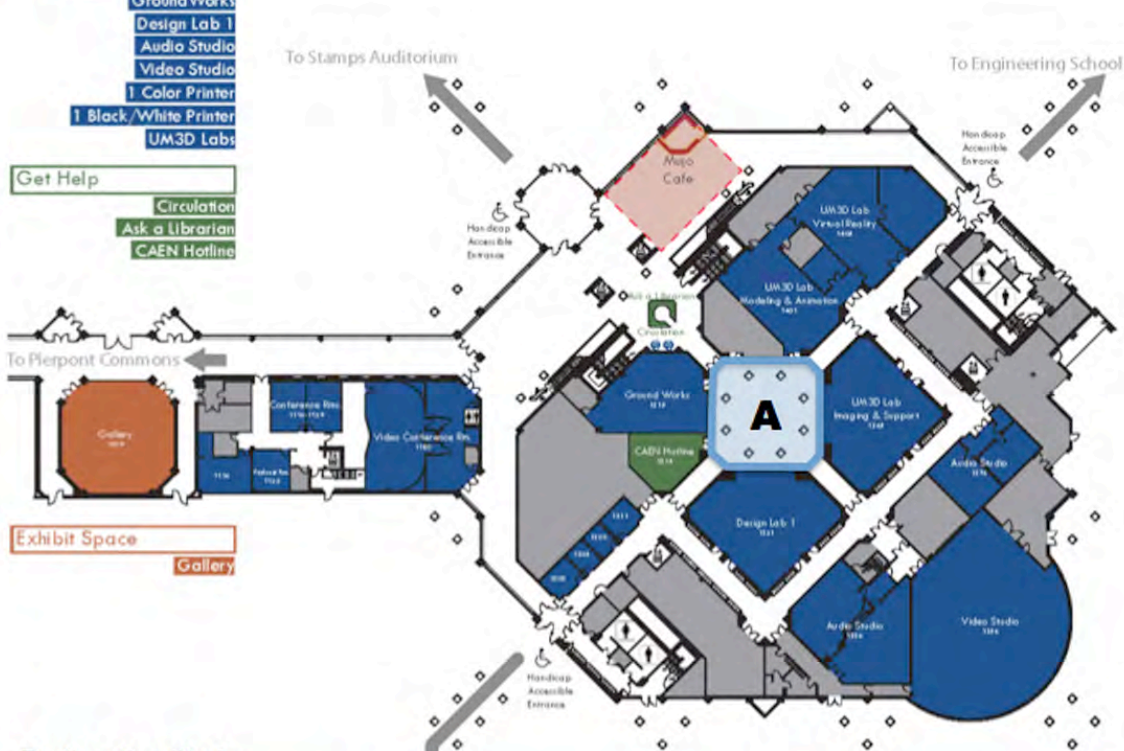 GroundWorks
Design Lab 1
Audio Studio
Video Studio
1 Color Printer
1 Black/White Printer
UM3D Labs
Get Help
Circulation
Ask a Librarian
CAEN Hotline
Exhibit Space
Gallery
To Stamps Auditorium
To Engineering School
To Pierpont Commons
Handicap
Accessible
Entrance
Mujo
Cafe
Handicap
Accessible
Entrance
UM3D Lab
Virtual Reality
UM3D Lab
Modeling & Animation
Ask a Librarian
Circulation
Ground Works
A
UM3D Lab
Imaging & Support
CAEN Hotline
Gallery
Conference Rms
Video Conference Rm
Audio Studio
Design Lab 1
Audio Studio
Video Studio
Handicap
Accessible
Entrance